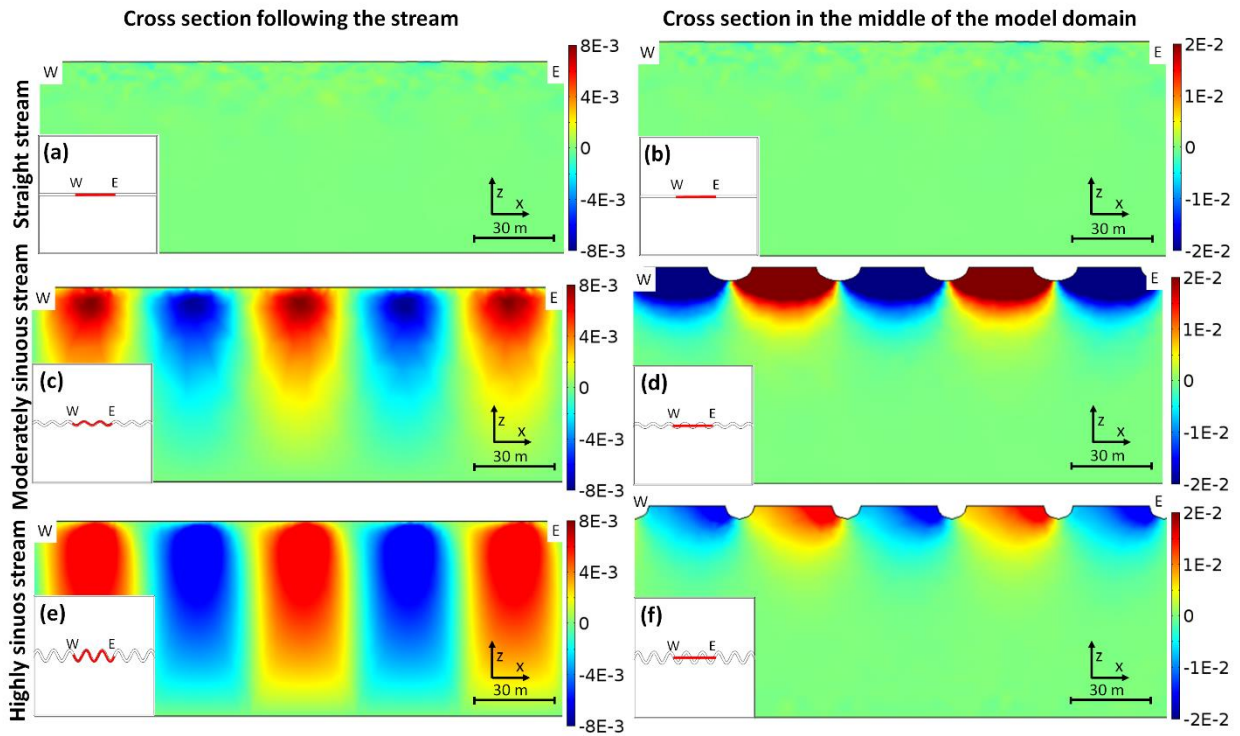 Cross section following the stream
Cross section in the middle of the model domain
Straight stream
W
E
(a)
W E
z
x
30 m
8E-3
4E-3
0
-4E-3
-8E-3
W
E
(b)
W E
z
x
30 m
2E-2
1E-2
0
-1E-2
-2E-2
Moderately sinuous stream
W
E
(c)
W E
z
x
30 m
8E-3
4E-3
0
-4E-3
-8E-3
W
E
(d)
W E
z
x
30 m
2E-2
1E-2
0
-1E-2
-2E-2
Highly sinuos stream
W
E
(e)
W E
z
x
30 m
8E-3
4E-3
0
-4E-3
-8E-3
W
E
(f)
W E
z
x
30 m
2E-2
1E-2
0
-1E-2
-2E-2